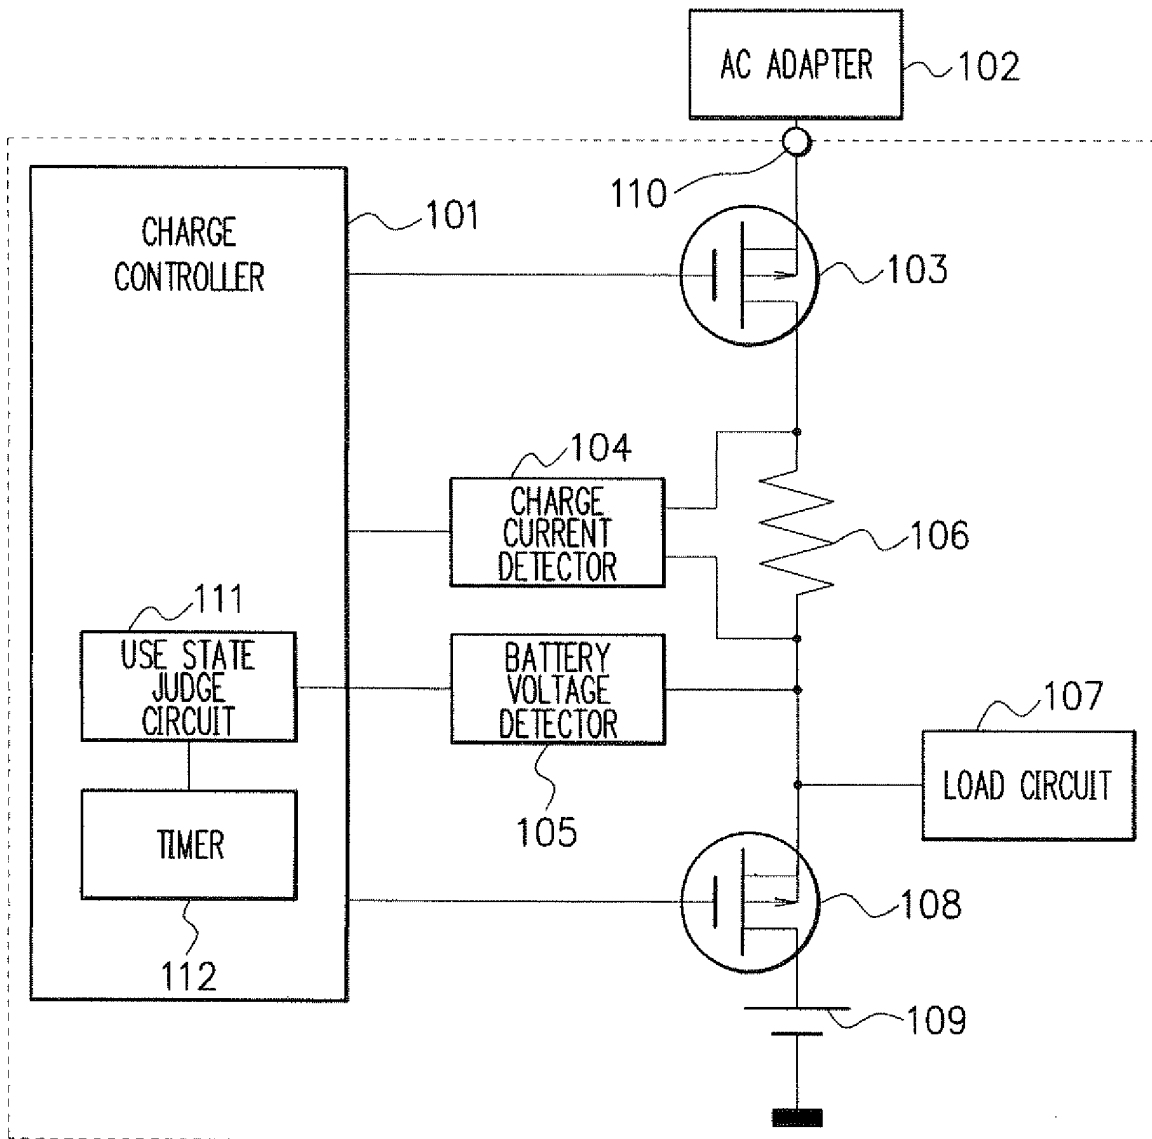 AC ADAPTER
102
110
CHARGE
CONTROLLER
101
103
104
CHARGE
CURRENT
DETECTOR
106
111
USE STATE
JUDGE
CIRCUIT
BATTERY
VOLTAGE
DETECTOR
105
107
LOAD CIRCUIT
TIMER
112
108
109